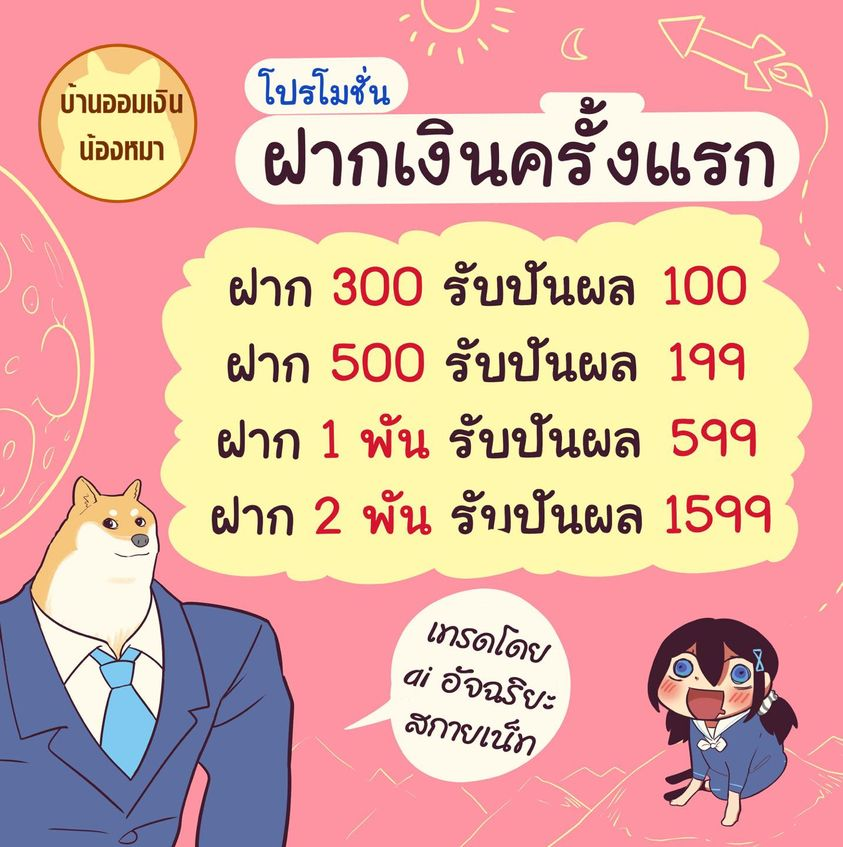 บ้านออมเงิน
น้องหมา
โปรโมชั่น
ฝากเงินครั้งแรก
ฝาก 300 รับปันผล 100
ฝาก 500 รับปันผล 199
ฝาก 1 พัน รับปันผล 599
ฝาก 2 พัน รับปันผล 1599
เทรดโดย
ai อัจฉริยะ
สกายเน็ท